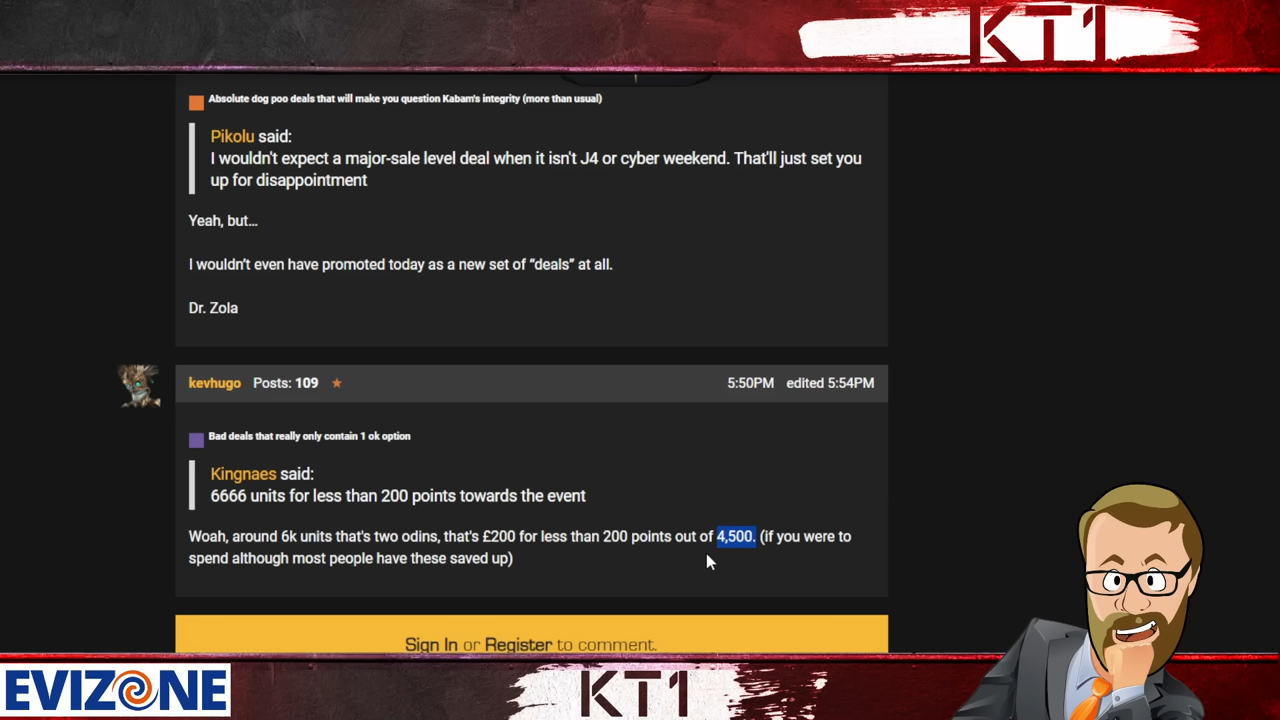 KT1
Absolute dog poo deals that will make you question Kabam's integrity (more than usual)
Pikolu said:
I wouldn't expect a major-sale level deal when it isn't J4 or cyber weekend. That'll just set you
up for disappointment
Yeah, but...
I wouldn't even have promoted today as a new set of “deals” at all.
Dr. Zola
kevhugo Posts: 109 5:50PM edited 5:54PM
Bad deals that really only contain 1 ok option
Kingnaes said:
6666 units for less than 200 points towards the event
Woah, around 6k units that's two odins, that's £200 for less than 200 points out of 4,500. (if you were to
spend although most people have these saved up)
Sign In or Register to comment.
EVIZONE
KT1